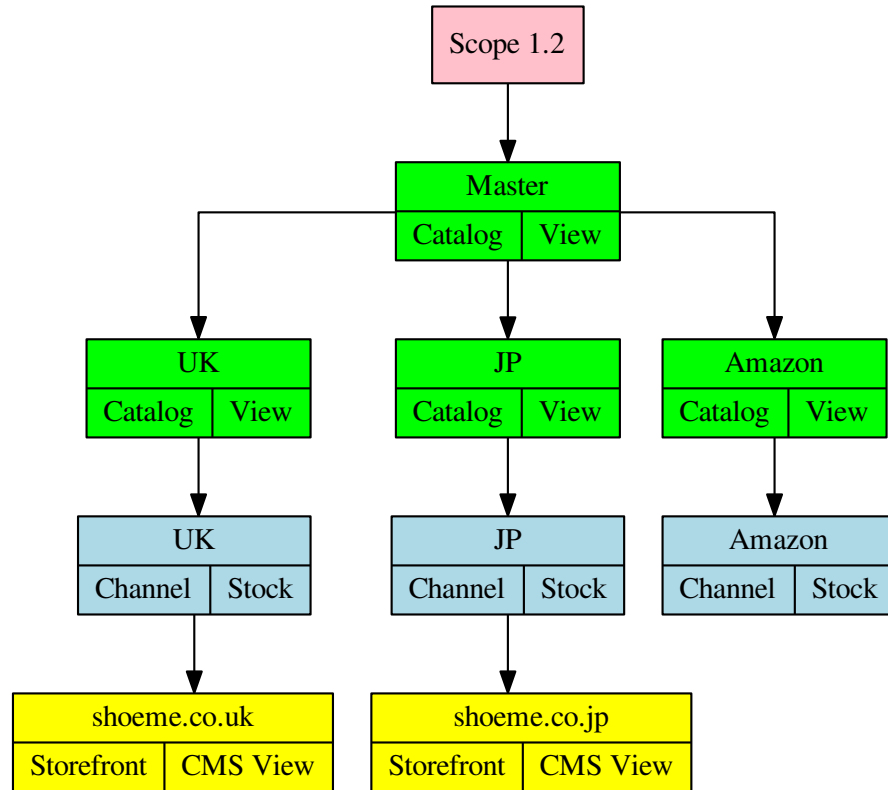 Scope 1.2
Master
Catalog View
UK JP Amazon
Catalog View Catalog View Catalog View
UK JP Amazon
Channel Stock Channel Stock Channel Stock
shoeme.co.uk shoeme.co.jp
Storefront CMS View Storefront CMS View